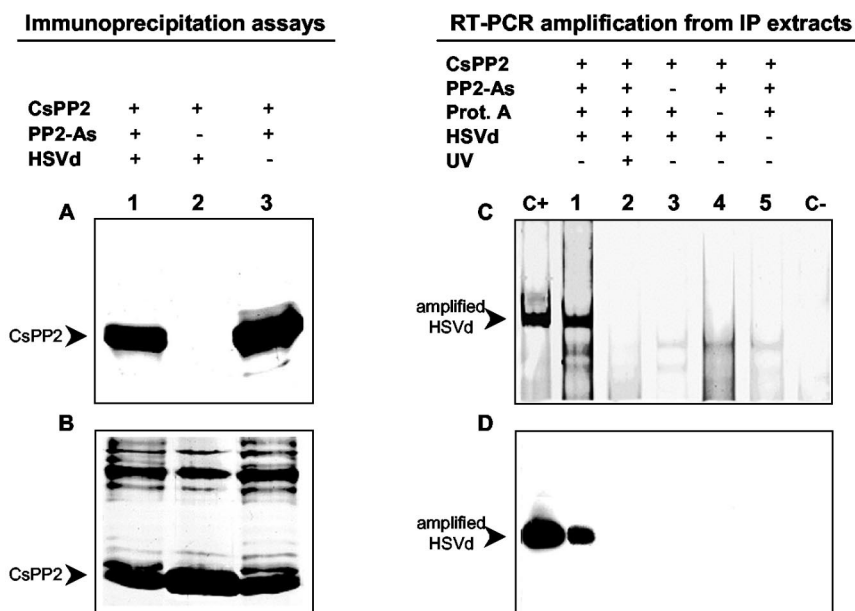 Immunoprecipitation assays
CsPP2 + + +
PP2-As + - +
HSVd + + -
1 2 3
A
CsPP2
B
CsPP2
RT-PCR amplification from IP extracts
CsPP2 + + + + +
PP2-As + + - + +
Prot. A + + + - +
HSVd + + + + -
UV - + - - -
C+ 1 2 3 4 5 C-
C
amplified
HSVd
D
amplified
HSVd